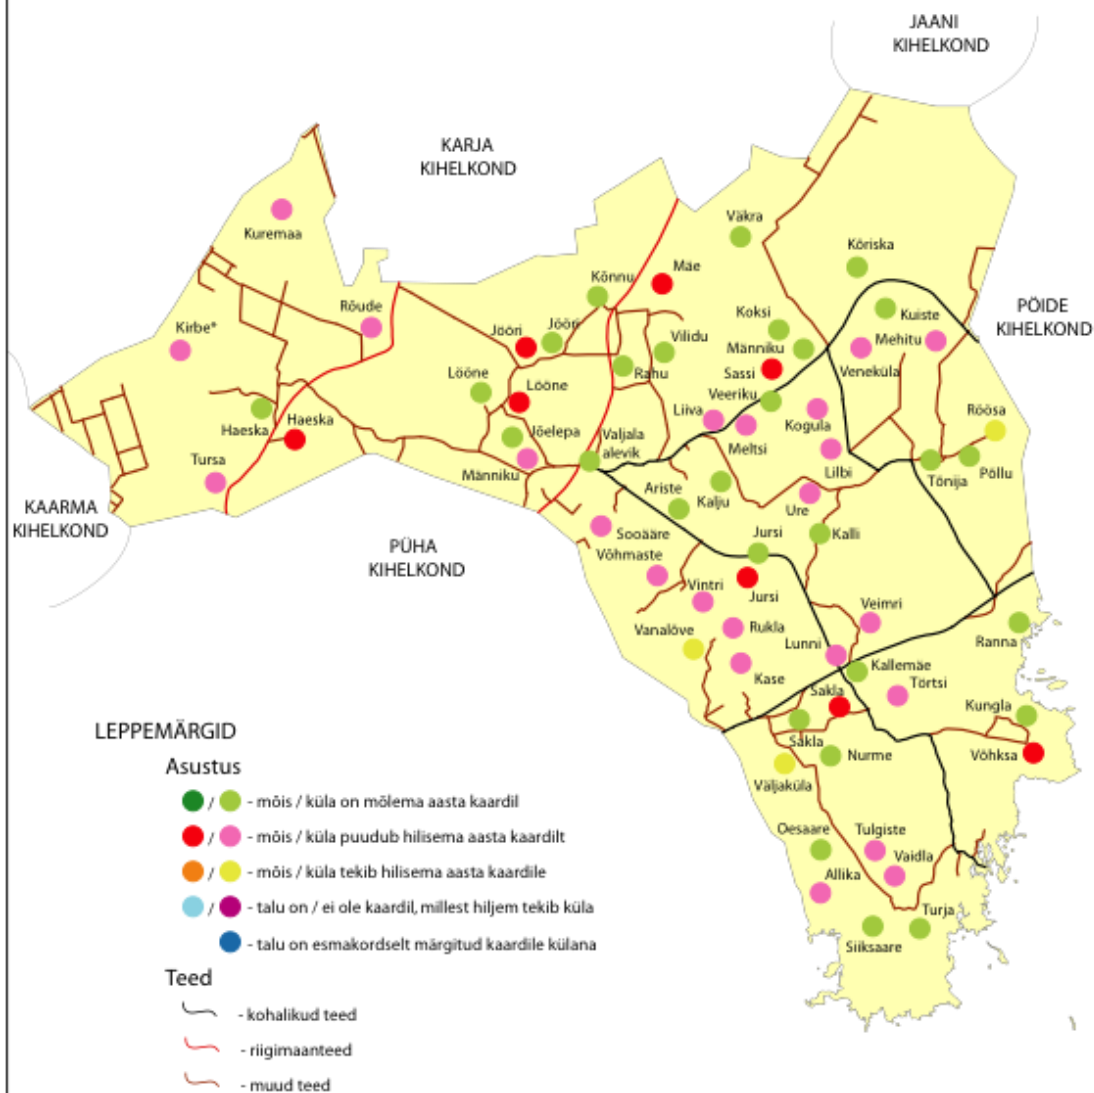 JAANI
KIHELKOND
KARJA
KIHELKOND
Kuremaa
Väkra
Kõriska
Mäe
Kõnnu
PÖIDE
KIHELKOND
Rõude
Kirbe*
Jööri
Jööri
Koksi
Kuiste
Vilidu
Mehitu
Männiku
Veneküla
Rahu
Sassi
Lööne
Lööne
Veeriku
Röösa
Liiva
Haeska
Haeska
Kogula
Jõelepa
Valjala
alevik
Meltsi
Tursa
Männiku
Lilbi
Tõnija
Põllu
Ariste
Kalju
Ure
KAARMA
KIHELKOND
Sooääre
Jursi
Kalli
PÜHA
KIHELKOND
Võhmaste
Vintri
Jursi
Veimri
Vanalõve
Rukla
Lunni
Ranna
Kase
Kallemäe
Törtsi
Sakla
Kungla
Sakla
Nurme
Võhksa
Väljaküla
Oesaare
Tulgiste
Vaidla
Allika
Turja
Siiksaare
LEPPEMÄRGID
Asustus
/ - mõis / küla on mõlema aasta kaardil
/ - mõis / küla puudub hilisema aasta kaardilt
/ - mõis / küla tekib hilisema aasta kaardile
/ - talu on / ei ole kaardil, millest hiljem tekib küla
- talu on esmakordselt märgitud kaardile külana
Teed
- kohalikud teed
- riigimaanteed
- muud teed